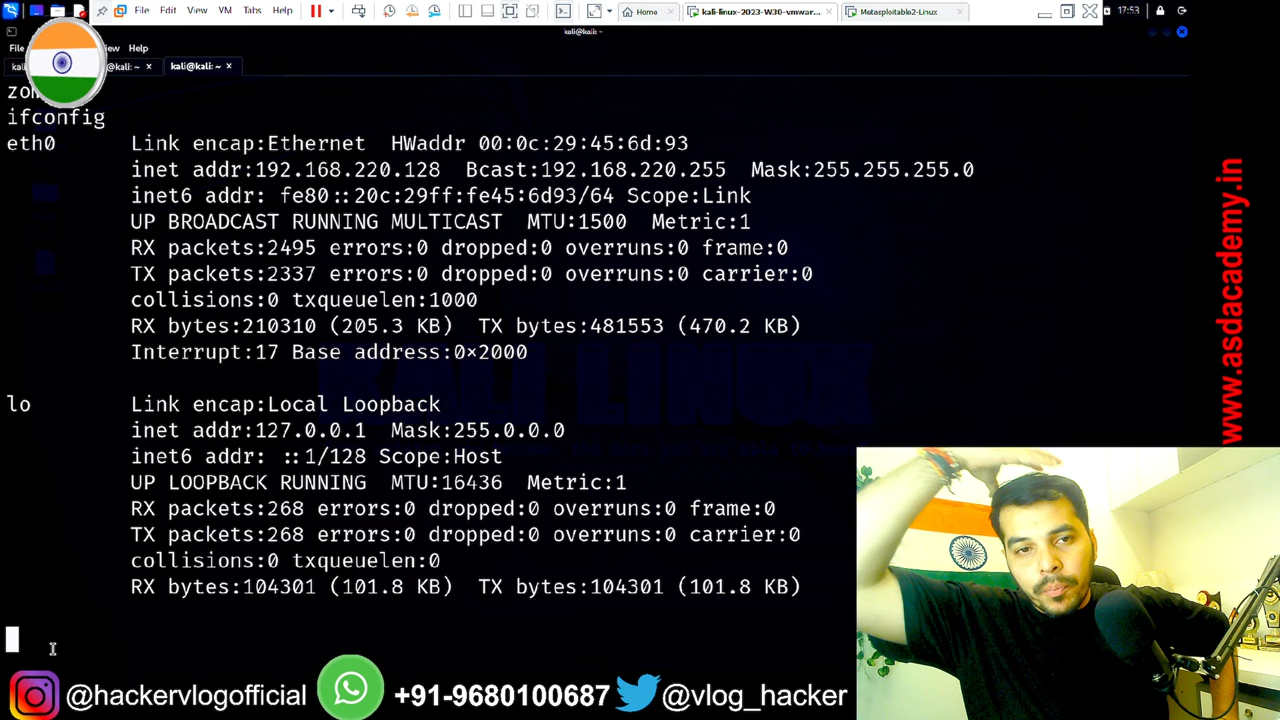 File Edit View VM Tabs Help
Home
kali-linux-2023-W30-vmwar...
Metasploitable2-Linux
17:53
kali@kali: ~
File
Help
@kali: ~
kali@kali: ~
ifconfig
eth0 Link encap:Ethernet HWaddr 00:0c:29:45:6d:93
inet addr:192.168.220.128 Bcast:192.168.220.255 Mask:255.255.255.0
inet6 addr: fe80::20c:29ff:fe45:6d93/64 Scope:Link
UP BROADCAST RUNNING MULTICAST MTU:1500 Metric:1
RX packets:2495 errors:0 dropped:0 overruns:0 frame:0
TX packets:2337 errors:0 dropped:0 overruns:0 carrier:0
collisions:0 txqueuelen:1000
RX bytes:210310 (205.3 KB) TX bytes:481553 (470.2 KB)
Interrupt:17 Base address:0×2000
KALI LINUX
lo Link encap:Local Loopback
inet addr:127.0.0.1 Mask:255.0.0.0
inet6 addr: ::1/128 Scope:Host
UP LOOPBACK RUNNING MTU:16436 Metric:1
RX packets:268 errors:0 dropped:0 overruns:0 frame:0
TX packets:268 errors:0 dropped:0 overruns:0 carrier:0
collisions:0 txqueuelen:0
RX bytes:104301 (101.8 KB) TX bytes:104301 (101.8 KB)
www.asdacademy.in
@hackervlogofficial
+91-9680100687
@vlog_hacker